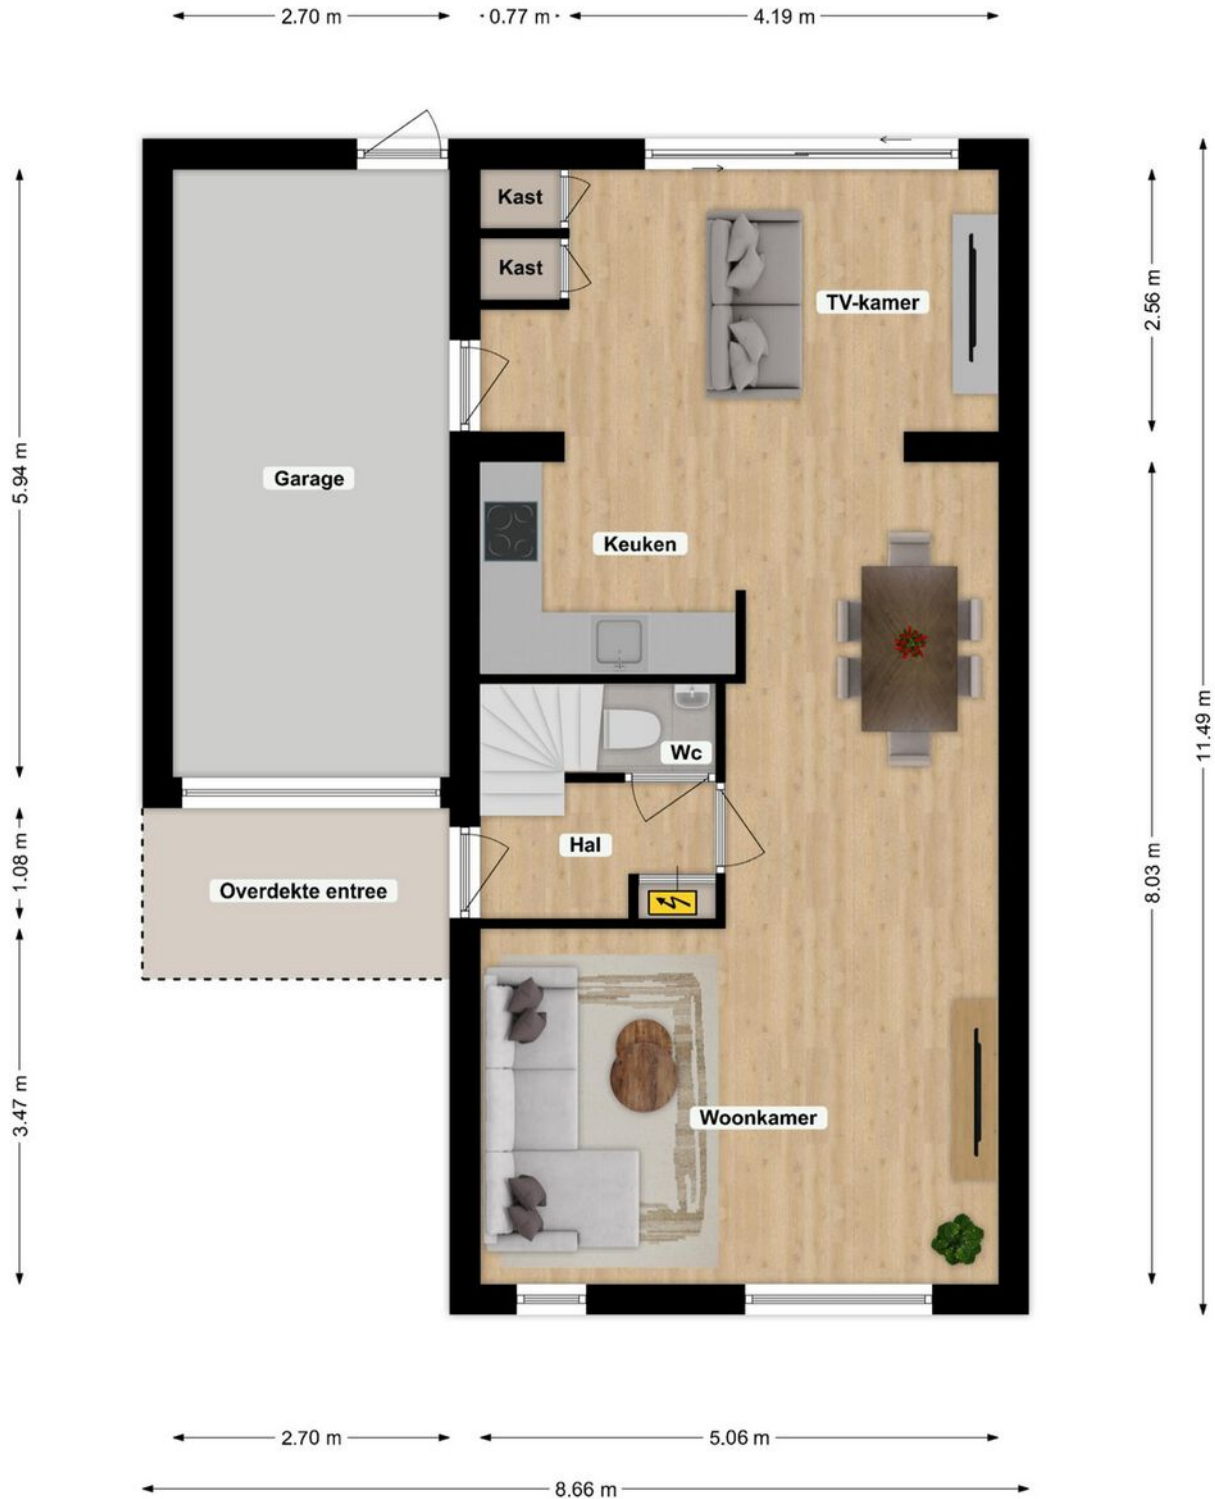 2.70 m
0.77 m
4.19 m
Kast
Kast
TV-kamer
2.56 m
5.94 m
Garage
Keuken
11.49 m
Wc
Hal
1.08 m
Overdekte entree
8.03 m
3.47 m
Woonkamer
2.70 m
5.06 m
8.66 m